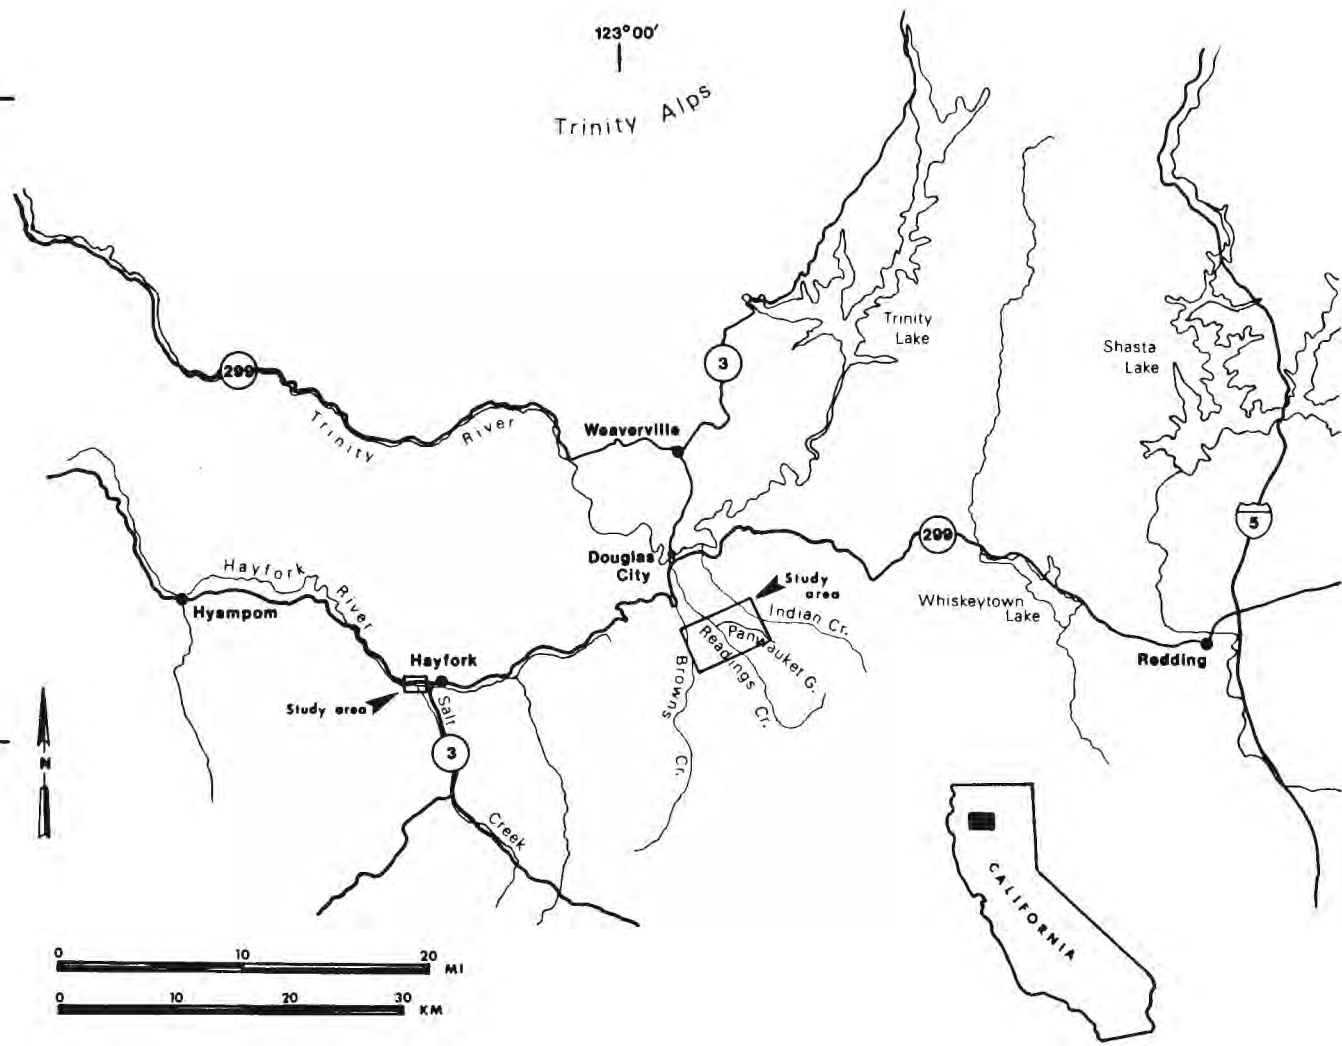 123°00'
Trinity Alps
Trinity
Lake
Shasta
Lake
3
299
Trinity River
Weaverville
5
299
Douglas
City
Study
area
Hayfork River
Hyampom
Indian Cr.
Whiskeytown
Lake
Panwauket G.
Readings Cr.
Redding
Hayfork
Browns Cr.
Study area
Salt Creek
3
N
CALIFORNIA
0 10 20 MI
0 10 20 30 KM